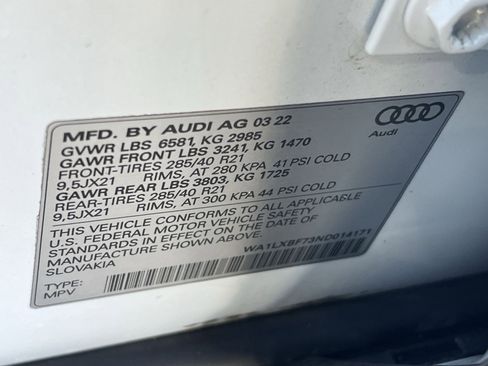 MFD. BY AUDI AG 03 22
GVWR LBS 6581, KG 2985
GAWR FRONT LBS 3241, KG 1470
FRONT-TIRES 285/40 R21
9,5JX21 RIMS, AT 280 KPA 41 PSI COLD
GAWR REAR LBS 3803, KG 1725
REAR-TIRES 285/40 R21
9,5JX21 RIMS, AT 300 KPA 44 PSI COLD
THIS VEHICLE CONFORMS TO ALL APPLICABLE
U.S. FEDERAL MOTOR VEHICLE SAFETY
STANDARDS IN EFFECT ON THE DATE OF
MANUFACTURE SHOWN ABOVE.
SLOVAKIA
WA1LXBF73ND014171
TYPE:
MPV
Audi